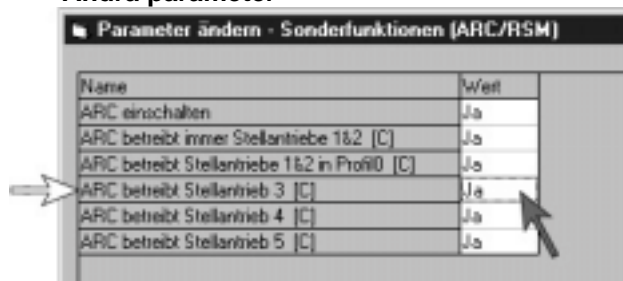 Parameter ändern - Sonderfunktionen (ARC/RSM)
Name Wert
ARC einschalten Ja
ARC betreibt immer Stellantriebe 1&2 [C] Ja
ARC betreibt Stellantriebe 1&2 in Profil0 [C] Ja
ARC betreibt Stellantrieb 3 [C] Ja
ARC betreibt Stellantrieb 4 [C] Ja
ARC betreibt Stellantrieb 5 [C] Ja